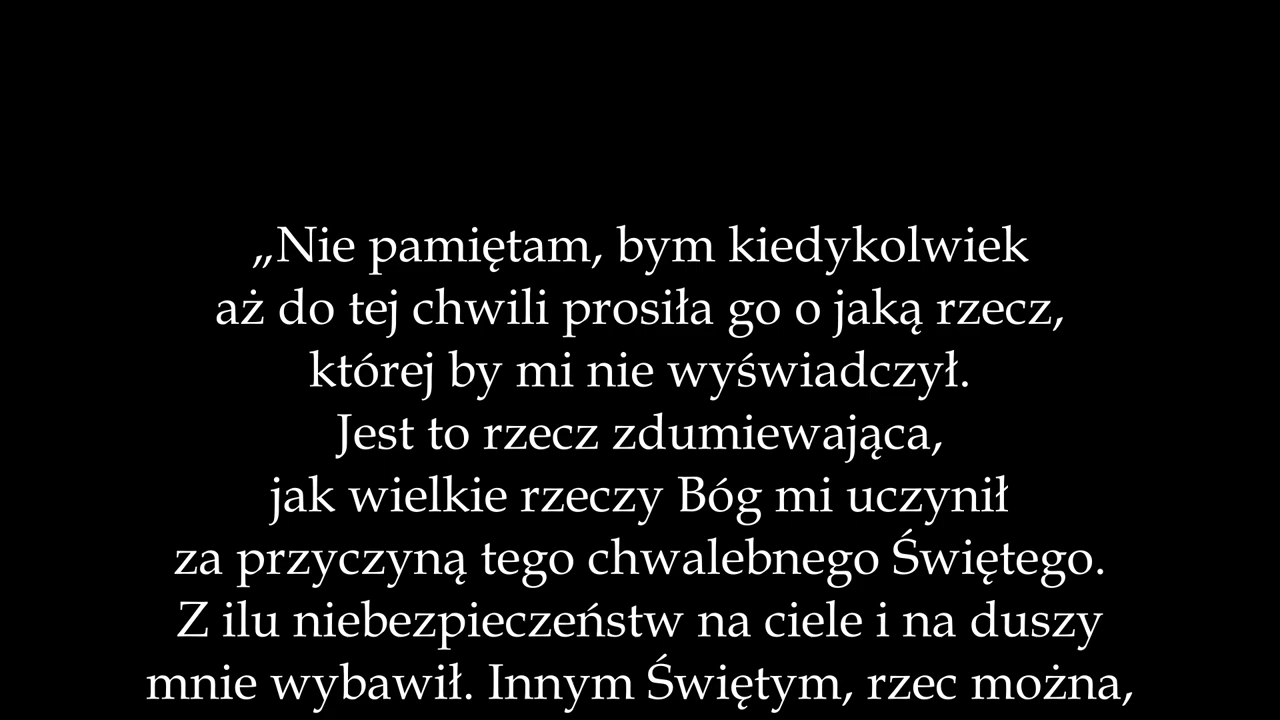 „Nie pamiętam, bym kiedykolwiek
aż do tej chwili prosiła go o jaką rzecz,
której by mi nie wyświadczył.
Jest to rzecz zdumiewająca,
jak wielkie rzeczy Bóg mi uczynił
za przyczyną tego chwalebnego Świętego.
Z ilu niebezpieczeństw na ciele i na duszy
mnie wybawił. Innym Świętym, rzec można,